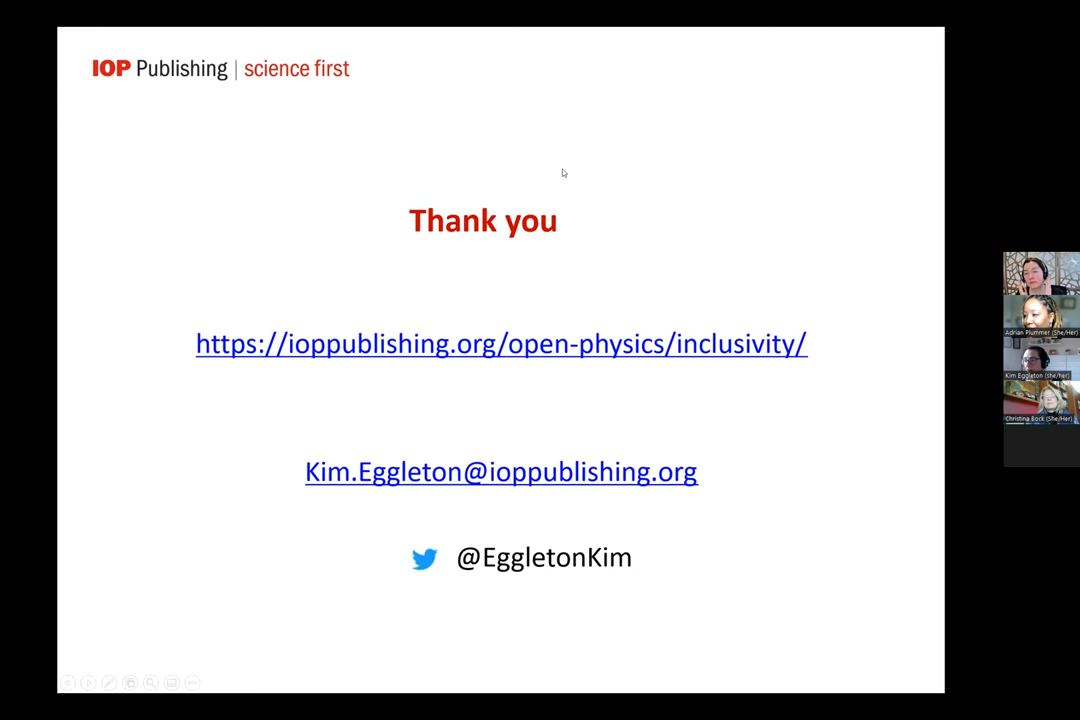 IOP Publishing | science first
Thank you
https://ioppublishing.org/open-physics/inclusivity/
Kim.Eggleton@ioppublishing.org
@EggletonKim
Adrian Plummer (She/Her)
Kim Eggleton (she/her)
Christina Bock (She/Her)